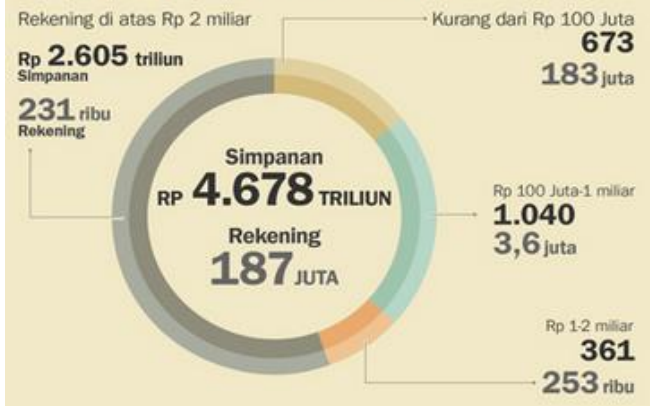 Rekening di atas Rp 2 miliar
Rp 2.605 triliun
Simpanan
231 ribu
Rekening
Kurang dari Rp 100 Juta
673
183 juta
Simpanan
RP 4.678 TRILIUN
Rekening
187 JUTA
Rp 100 Juta-1 miliar
1.040
3,6 juta
Rp 1-2 miliar
361
253 ribu